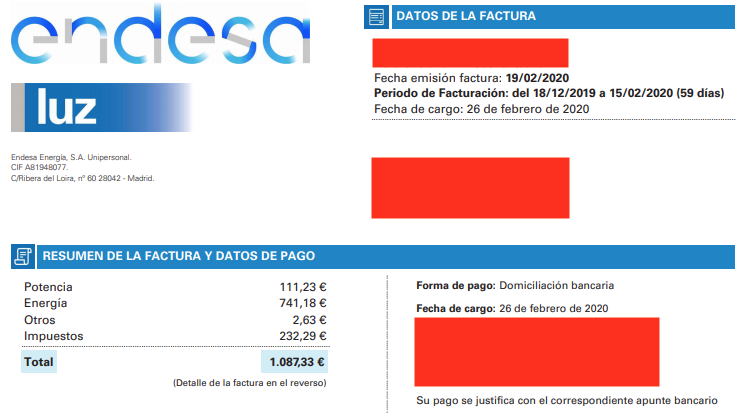 endesa
luz
Endesa Energía, S.A. Unipersonal.
CIF A81948077.
C/Ribera del Loira, nº 60 28042 - Madrid.
DATOS DE LA FACTURA
Fecha emisión factura: 19/02/2020
Periodo de Facturación: del 18/12/2019 a 15/02/2020 (59 días)
Fecha de cargo: 26 de febrero de 2020
RESUMEN DE LA FACTURA Y DATOS DE PAGO
Potencia 111,23 €
Energía 741,18 €
Otros 2,63 €
Impuestos 232,29 €
Total 1.087,33 €
(Detalle de la factura en el reverso)
Forma de pago: Domiciliación bancaria
Fecha de cargo: 26 de febrero de 2020
Su pago se justifica con el correspondiente apunte bancario